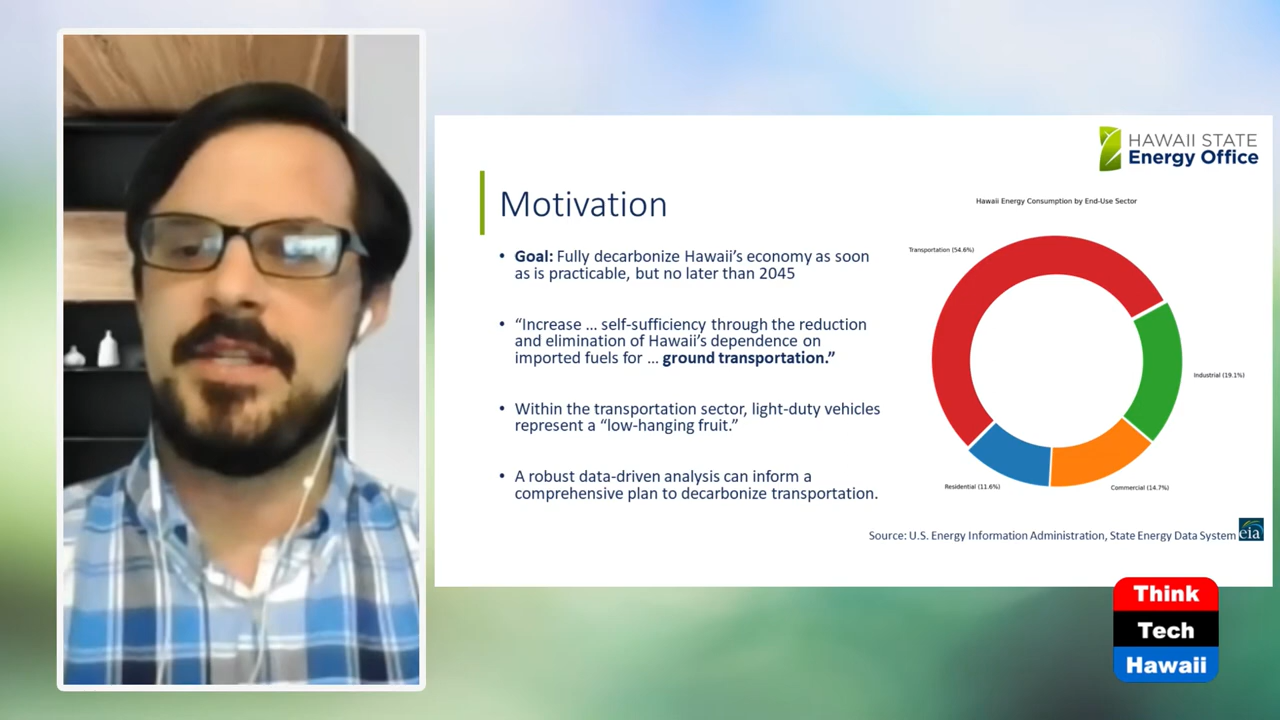 HAWAII STATE
Energy Office
Motivation
• Goal: Fully decarbonize Hawaii’s economy as soon
as is practicable, but no later than 2045
• “Increase ... self-sufficiency through the reduction
and elimination of Hawaii’s dependence on
imported fuels for ... ground transportation.”
• Within the transportation sector, light-duty vehicles
represent a “low-hanging fruit.”
• A robust data-driven analysis can inform a
comprehensive plan to decarbonize transportation.
Hawaii Energy Consumption by End-Use Sector
Transportation (54.6%)
Industrial (19.1%)
Residential (11.6%)
Commercial (14.7%)
Source: U.S. Energy Information Administration, State Energy Data System
eia
Think
Tech
Hawaii